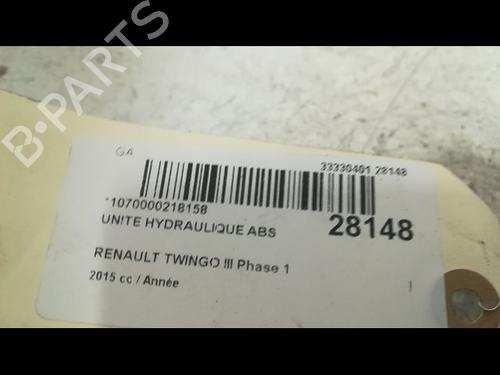 B-PARTS
GA
33330401 28148
*1070000218158
UNITE HYDRAULIQUE ABS
28148
RENAULT TWINGO III Phase 1
2015 cc / Année